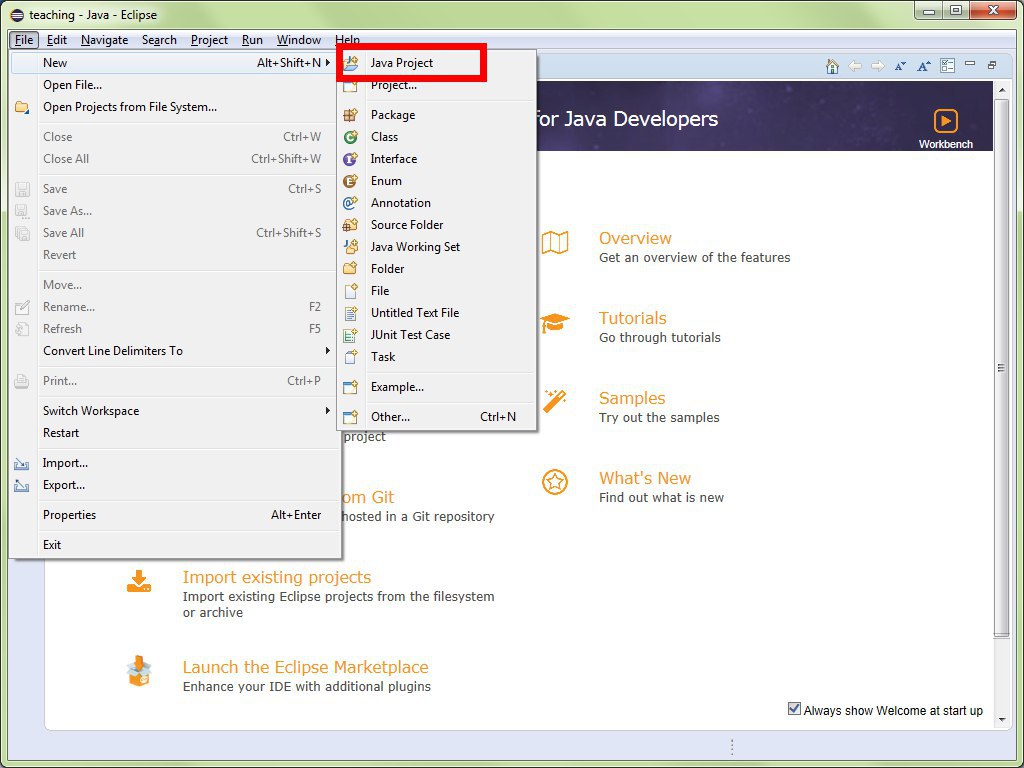 teaching - Java - Eclipse
File Edit Navigate Search Project Run Window Help
New Alt+Shift+N
Open File...
Open Projects from File System...
Close Ctrl+W
Close All Ctrl+Shift+W
Save Ctrl+S
Save As...
Save All Ctrl+Shift+S
Revert
Move...
Rename... F2
Refresh F5
Convert Line Delimiters To
Print... Ctrl+P
Switch Workspace
Restart
Import...
Export...
Properties Alt+Enter
Exit
Java Project
Project...
Package
Class
Interface
Enum
Annotation
Source Folder
Java Working Set
Folder
File
Untitled Text File
JUnit Test Case
Task
Example...
Other... Ctrl+N
for Java Developers
Workbench
Overview
Get an overview of the features
Tutorials
Go through tutorials
Samples
Try out the samples
What's New
Find out what is new
project
om Git
hosted in a Git repository
Import existing projects
Import existing Eclipse projects from the filesystem
or archive
Launch the Eclipse Marketplace
Enhance your IDE with additional plugins
Always show Welcome at start up